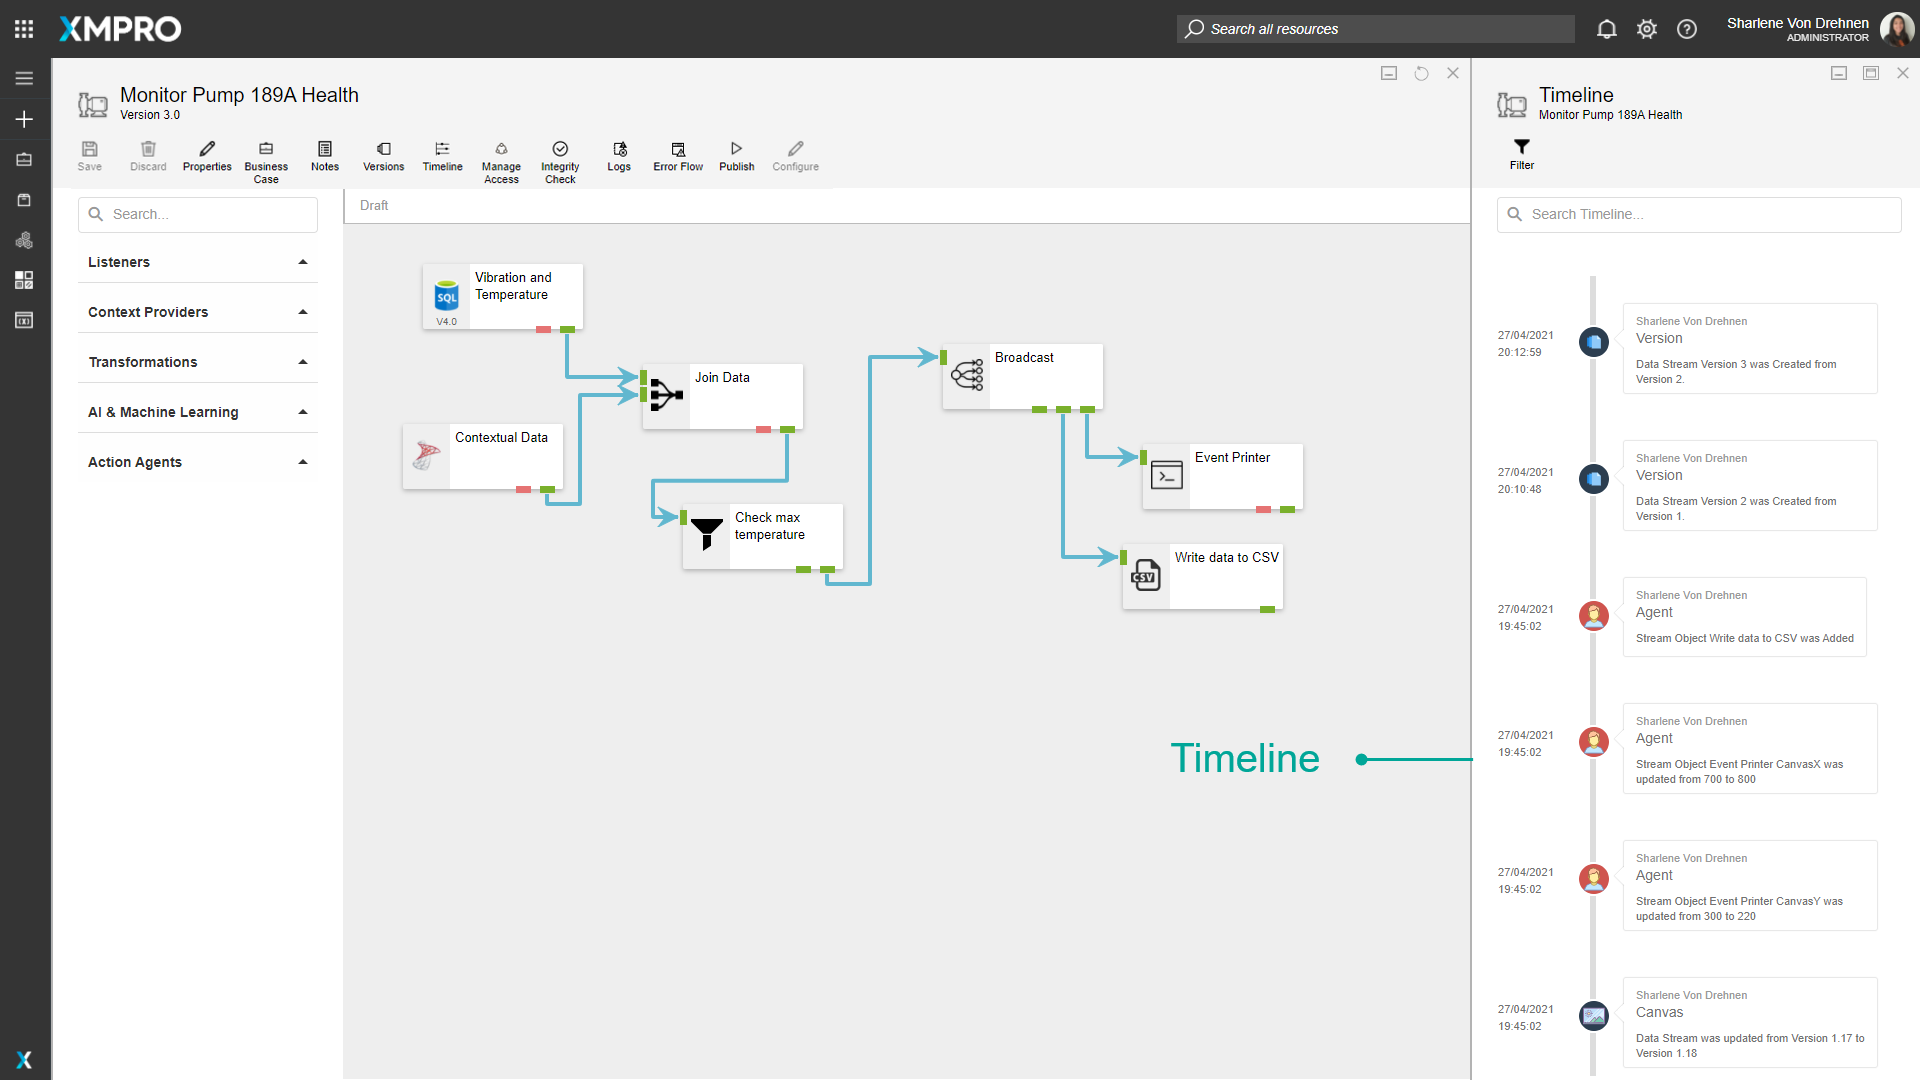 XMPRO
Search all resources
Sharlene Von Drehnen
ADMINISTRATOR
Monitor Pump 189A Health
Version 3.0
Save
Discard
Properties
Business
Case
Notes
Versions
Timeline
Manage
Access
Integrity
Check
Logs
Error Flow
Publish
Configure
Search...
Listeners
Context Providers
Transformations
AI & Machine Learning
Action Agents
Draft
SQL
V4.0
Vibration and
Temperature
Join Data
Contextual Data
Check max
temperature
Broadcast
Event Printer
CSV
Write data to CSV
Timeline
Timeline
Monitor Pump 189A Health
Filter
Search Timeline...
27/04/2021
20:12:59
Sharlene Von Drehnen
Version
Data Stream Version 3 was Created from
Version 2.
27/04/2021
20:10:48
Sharlene Von Drehnen
Version
Data Stream Version 2 was Created from
Version 1.
27/04/2021
19:45:02
Sharlene Von Drehnen
Agent
Stream Object Write data to CSV was Added
27/04/2021
19:45:02
Sharlene Von Drehnen
Agent
Stream Object Event Printer CanvasX was
updated from 700 to 800
27/04/2021
19:45:02
Sharlene Von Drehnen
Agent
Stream Object Event Printer CanvasY was
updated from 300 to 220
27/04/2021
19:45:02
Sharlene Von Drehnen
Canvas
Data Stream was updated from Version 1.17 to
Version 1.18